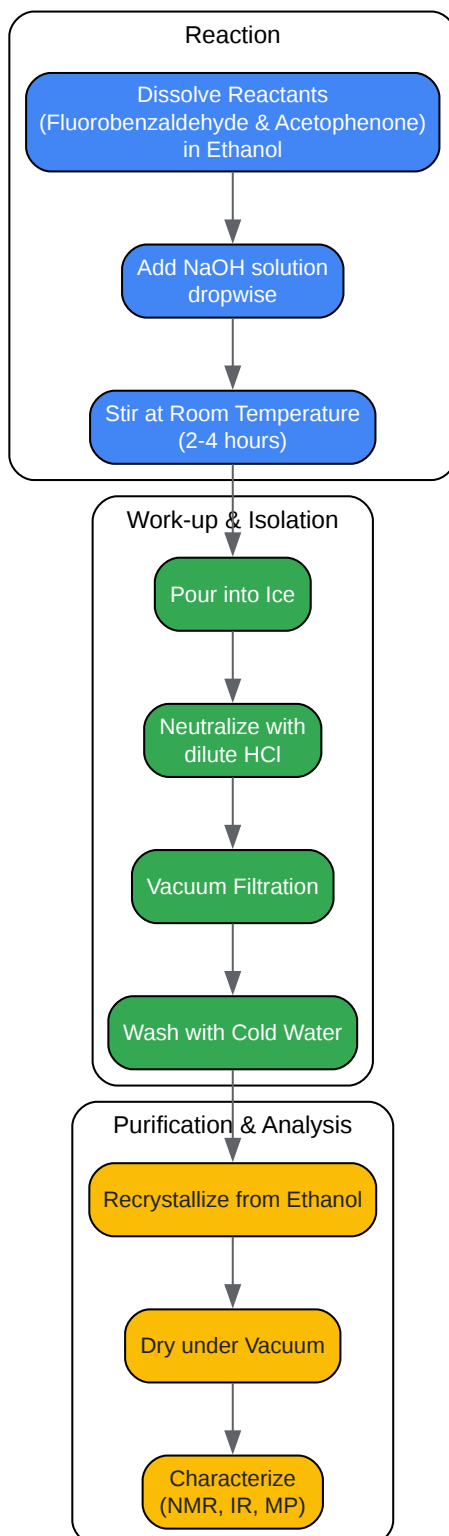 Reaction
Dissolve Reactants
(Fluorobenzaldehyde & Acetophenone)
in Ethanol
Add NaOH solution
dropwise
Stir at Room Temperature
(2-4 hours)
Work-up & Isolation
Pour into Ice
Neutralize with
dilute HCl
Vacuum Filtration
Wash with Cold Water
Purification & Analysis
Recrystallize from Ethanol
Dry under Vacuum
Characterize
(NMR, IR, MP)